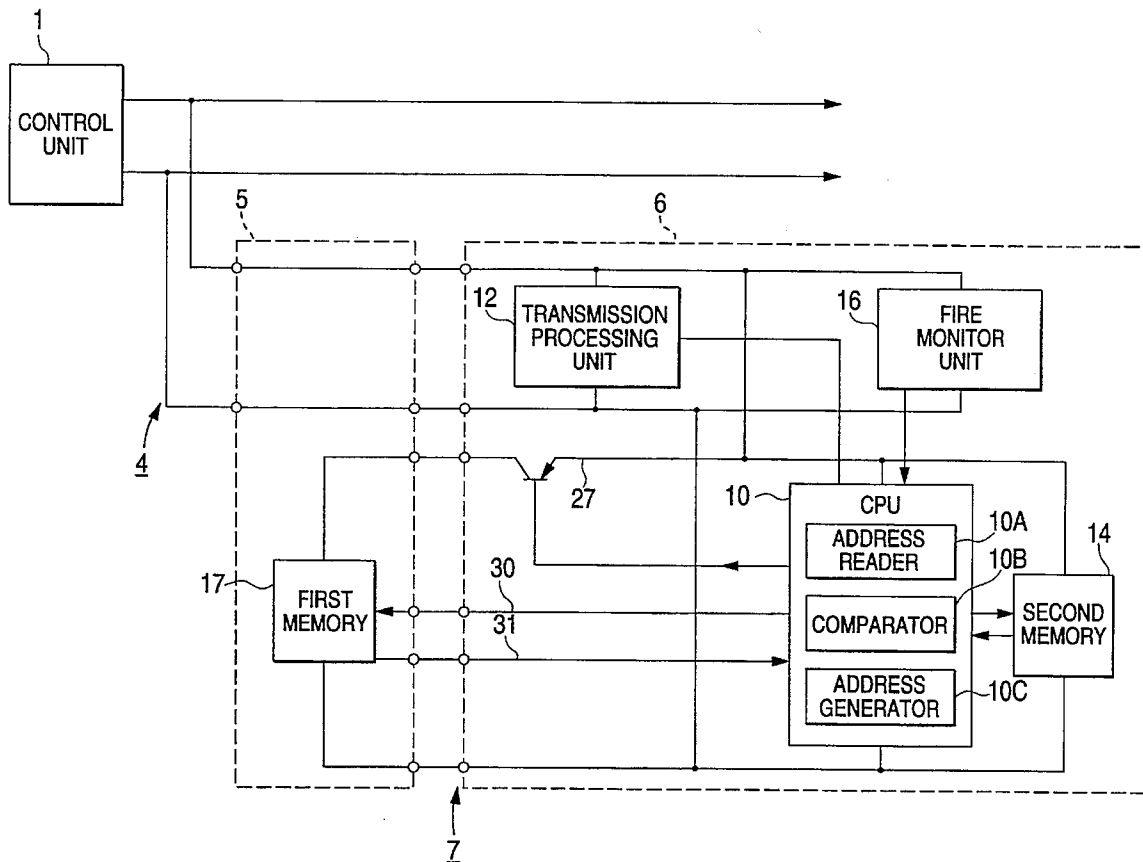 1
CONTROL
UNIT
5
6
12
TRANSMISSION
PROCESSING
UNIT
16
FIRE
MONITOR
UNIT
4
27
10
CPU
10A
ADDRESS
READER
10B
14
17
FIRST
MEMORY
30
31
COMPARATOR
SECOND
MEMORY
ADDRESS
GENERATOR
10C
7